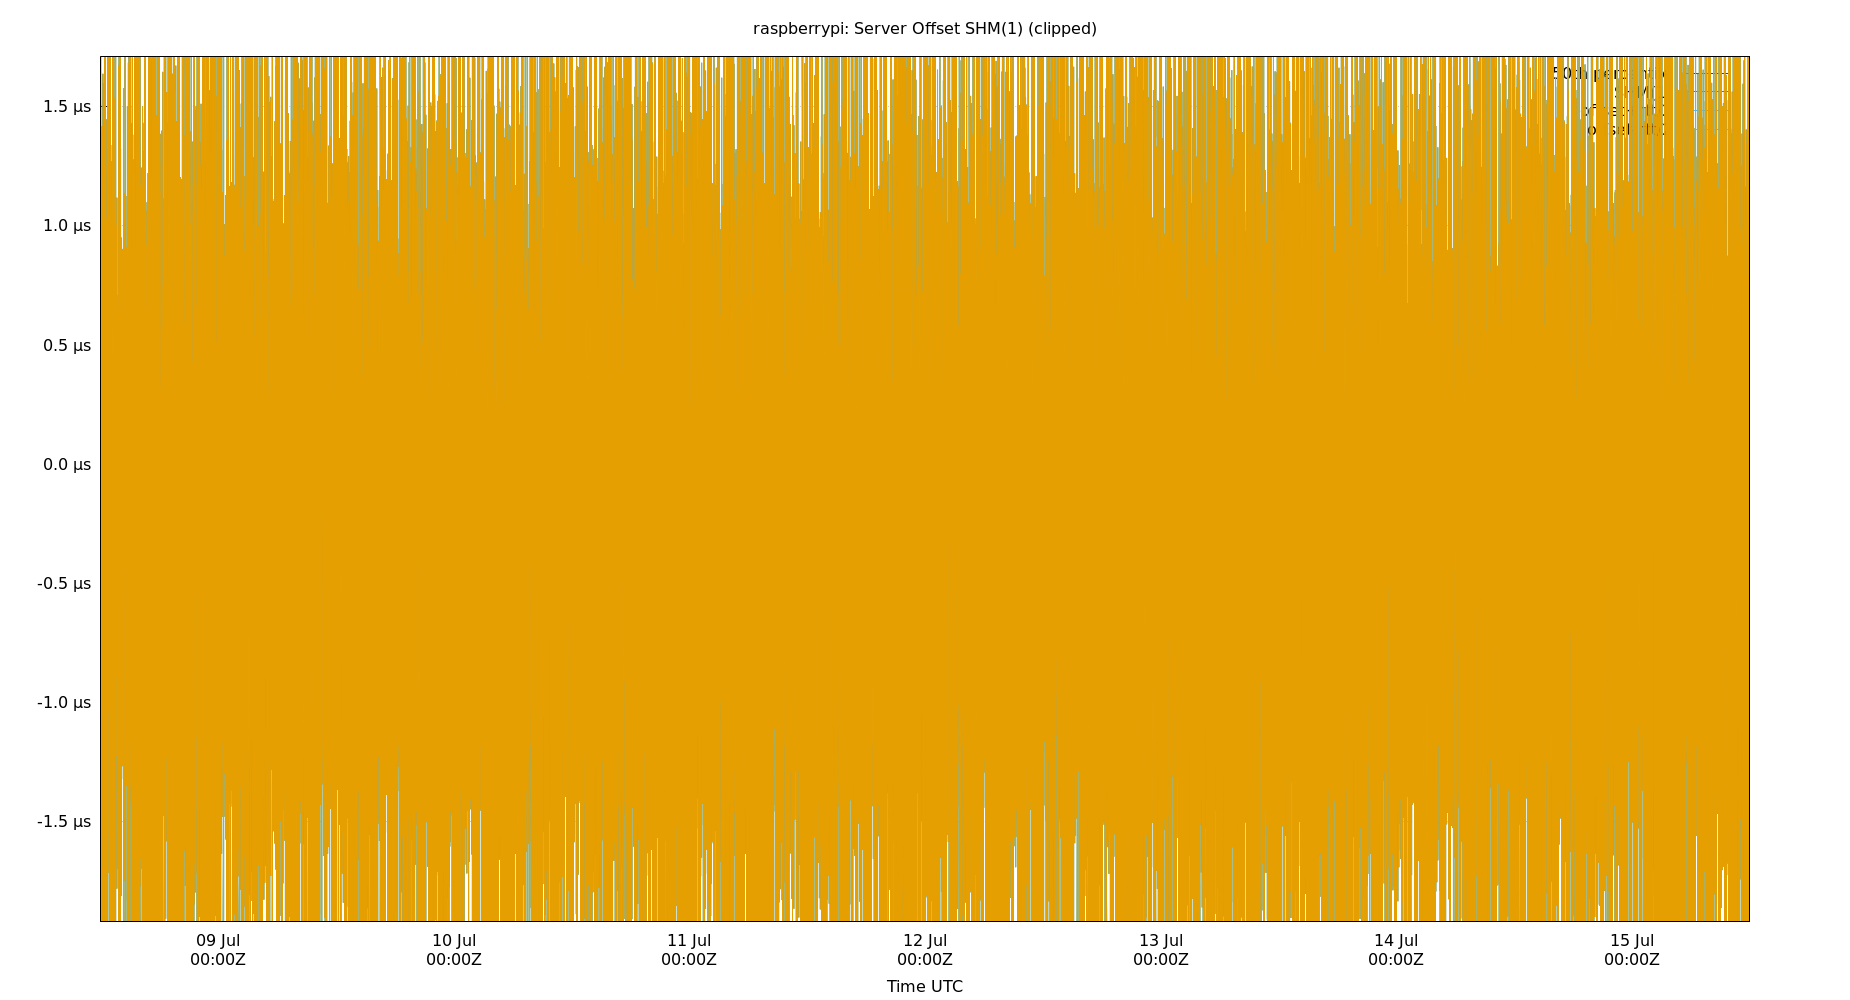 raspberrypi: Server Offset SHM(1) (clipped)
1.5 µs
1.0 µs
0.5 µs
0.0 µs
-0.5 µs
-1.0 µs
-1.5 µs
09 Jul
00:00Z
10 Jul
00:00Z
11 Jul
00:00Z
12 Jul
00:00Z
13 Jul
00:00Z
14 Jul
00:00Z
15 Jul
00:00Z
Time UTC